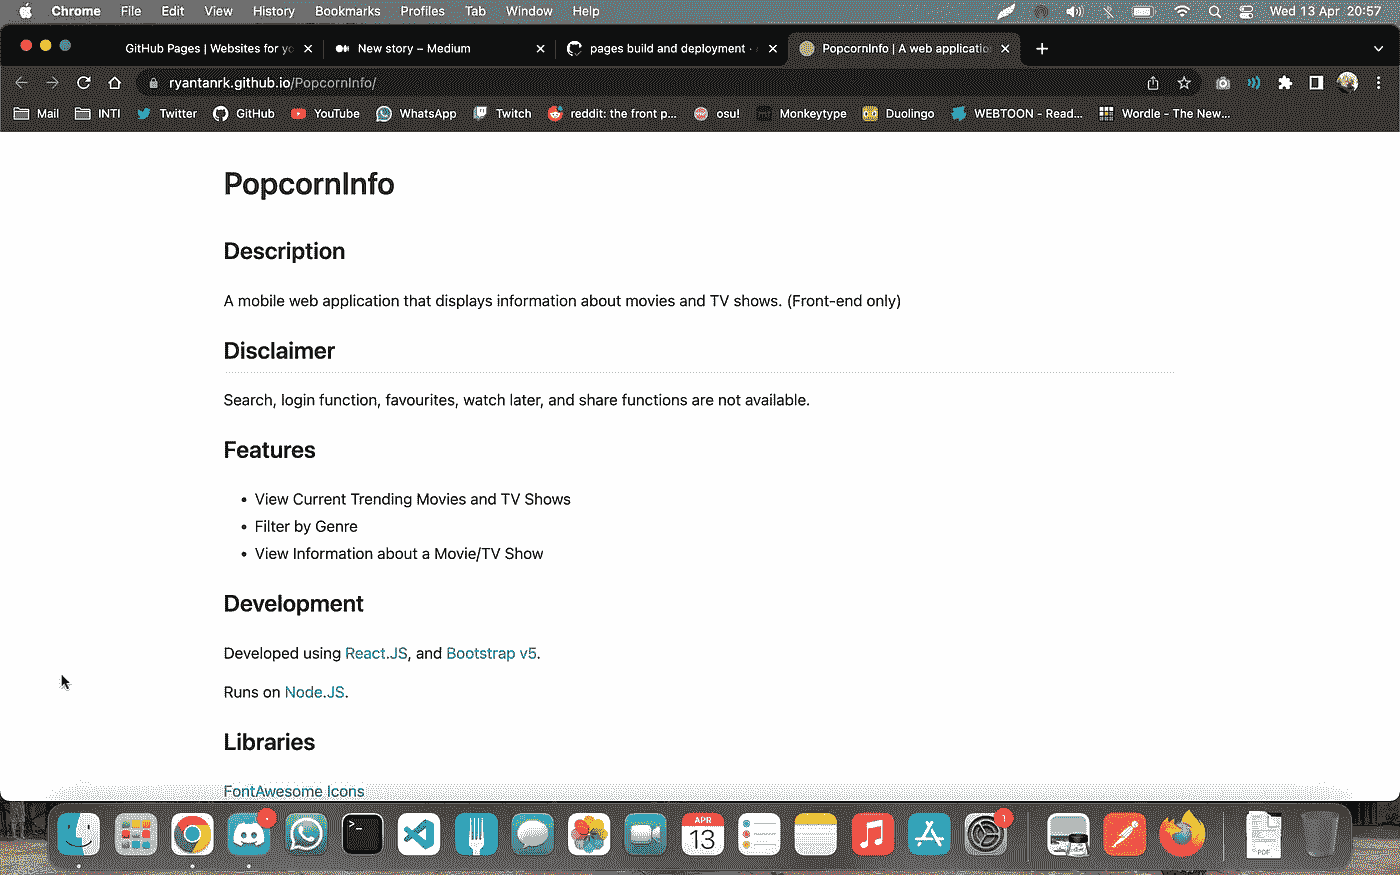 Chrome File Edit View History Bookmarks Profiles Tab Window Help Wed 13 Apr 20:57
GitHub Pages | Websites for yo New story – Medium pages build and deployment · PopcornInfo | A web applicatio
ryantanrk.github.io/PopcornInfo/
Mail INTI Twitter GitHub YouTube WhatsApp Twitch reddit: the front p... osu! Monkeytype Duolingo WEBTOON - Read... Wordle - The New...
PopcornInfo
Description
A mobile web application that displays information about movies and TV shows. (Front-end only)
Disclaimer
Search, login function, favourites, watch later, and share functions are not available.
Features
• View Current Trending Movies and TV Shows
• Filter by Genre
• View Information about a Movie/TV Show
Development
Developed using React.JS, and Bootstrap v5.
Runs on Node.JS.
Libraries
FontAwesome Icons
APR
13
1
PDF